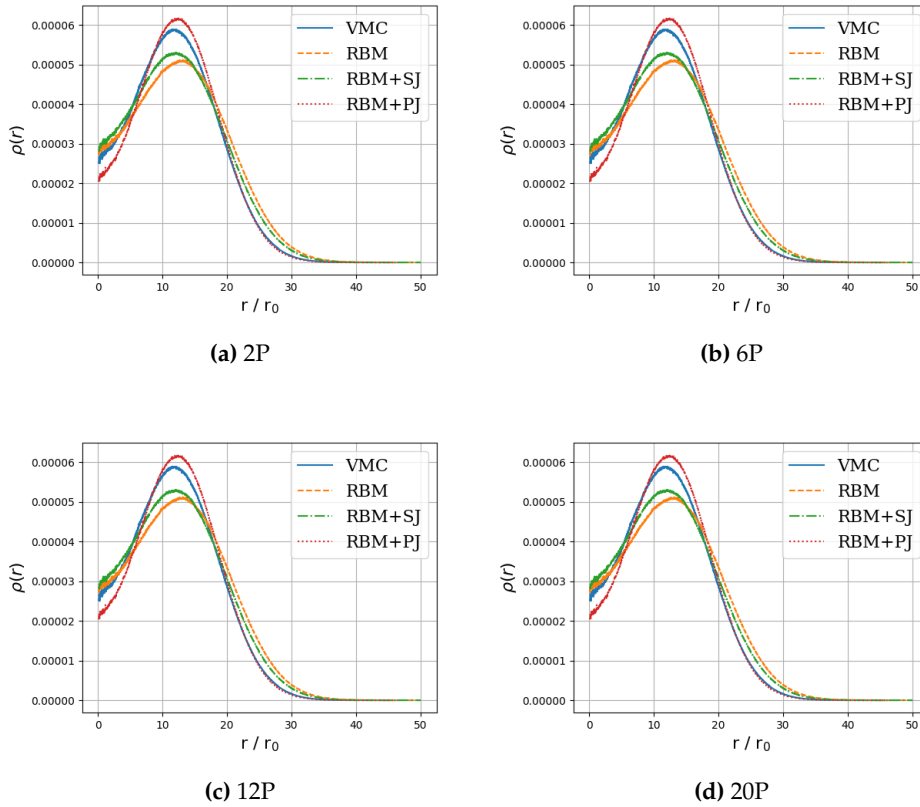 0.00006
0.00005
0.00004
0.00003
0.00002
0.00001
0.00000
ρ(r)
VMC
RBM
RBM+SJ
RBM+PJ
0 10 20 30 40 50
r / r0
(a) 2P
0.00006
0.00005
0.00004
0.00003
0.00002
0.00001
0.00000
ρ(r)
VMC
RBM
RBM+SJ
RBM+PJ
0 10 20 30 40 50
r / r0
(b) 6P
0.00006
0.00005
0.00004
0.00003
0.00002
0.00001
0.00000
ρ(r)
VMC
RBM
RBM+SJ
RBM+PJ
0 10 20 30 40 50
r / r0
(c) 12P
0.00006
0.00005
0.00004
0.00003
0.00002
0.00001
0.00000
ρ(r)
VMC
RBM
RBM+SJ
RBM+PJ
0 10 20 30 40 50
r / r0
(d) 20P